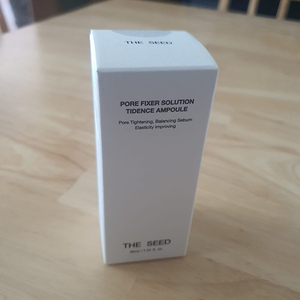 THE SEED
PORE FIXER SOLUTION
TIDENCE AMPOULE
Pore Tightening, Balancing Sebum
Elasticity Improving
THE SEED